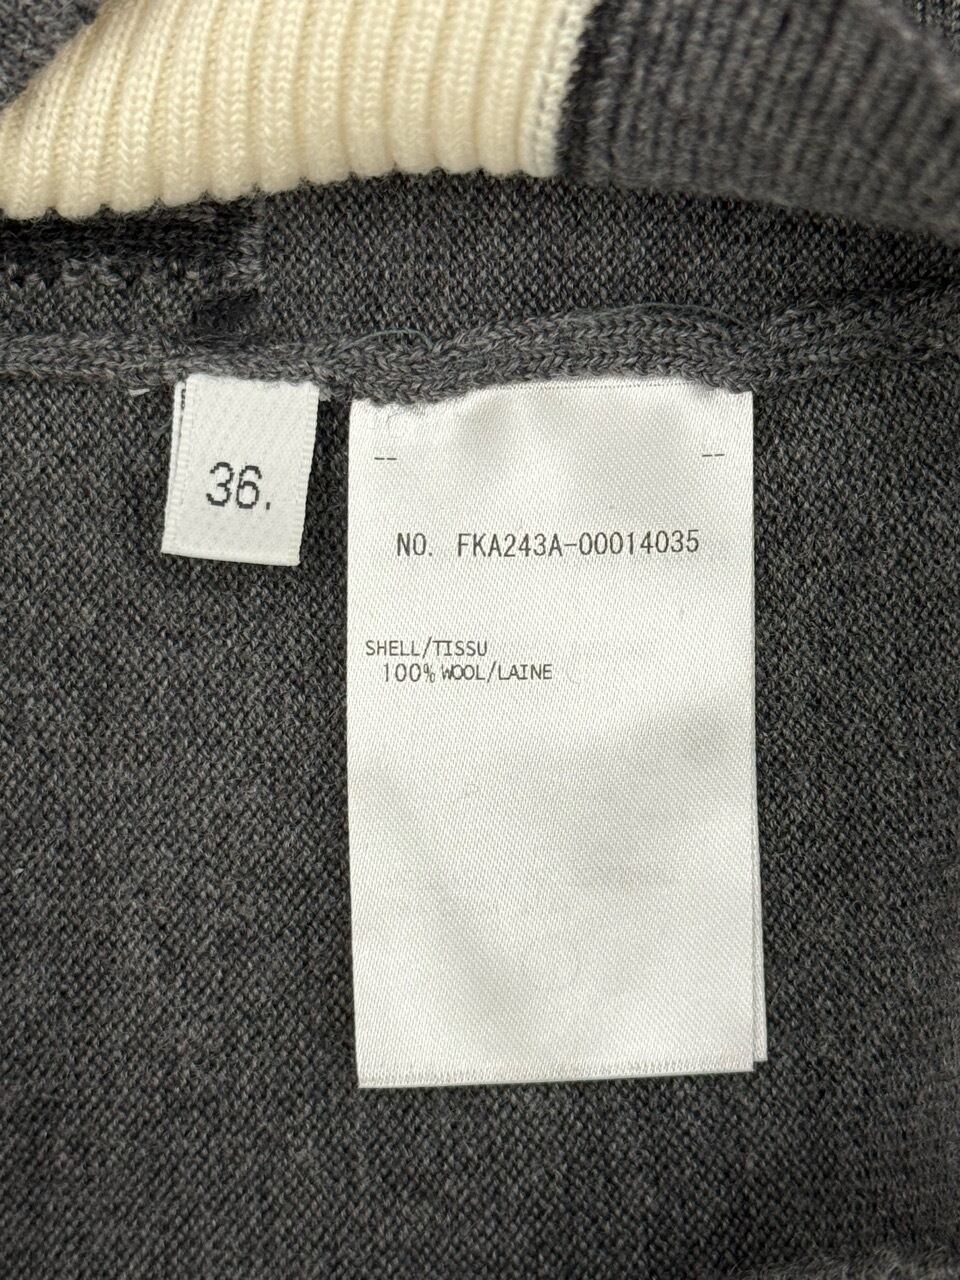 36.
-- --
NO. FKA243A-00014035
SHELL/TISSU
100% WOOL/LAINE